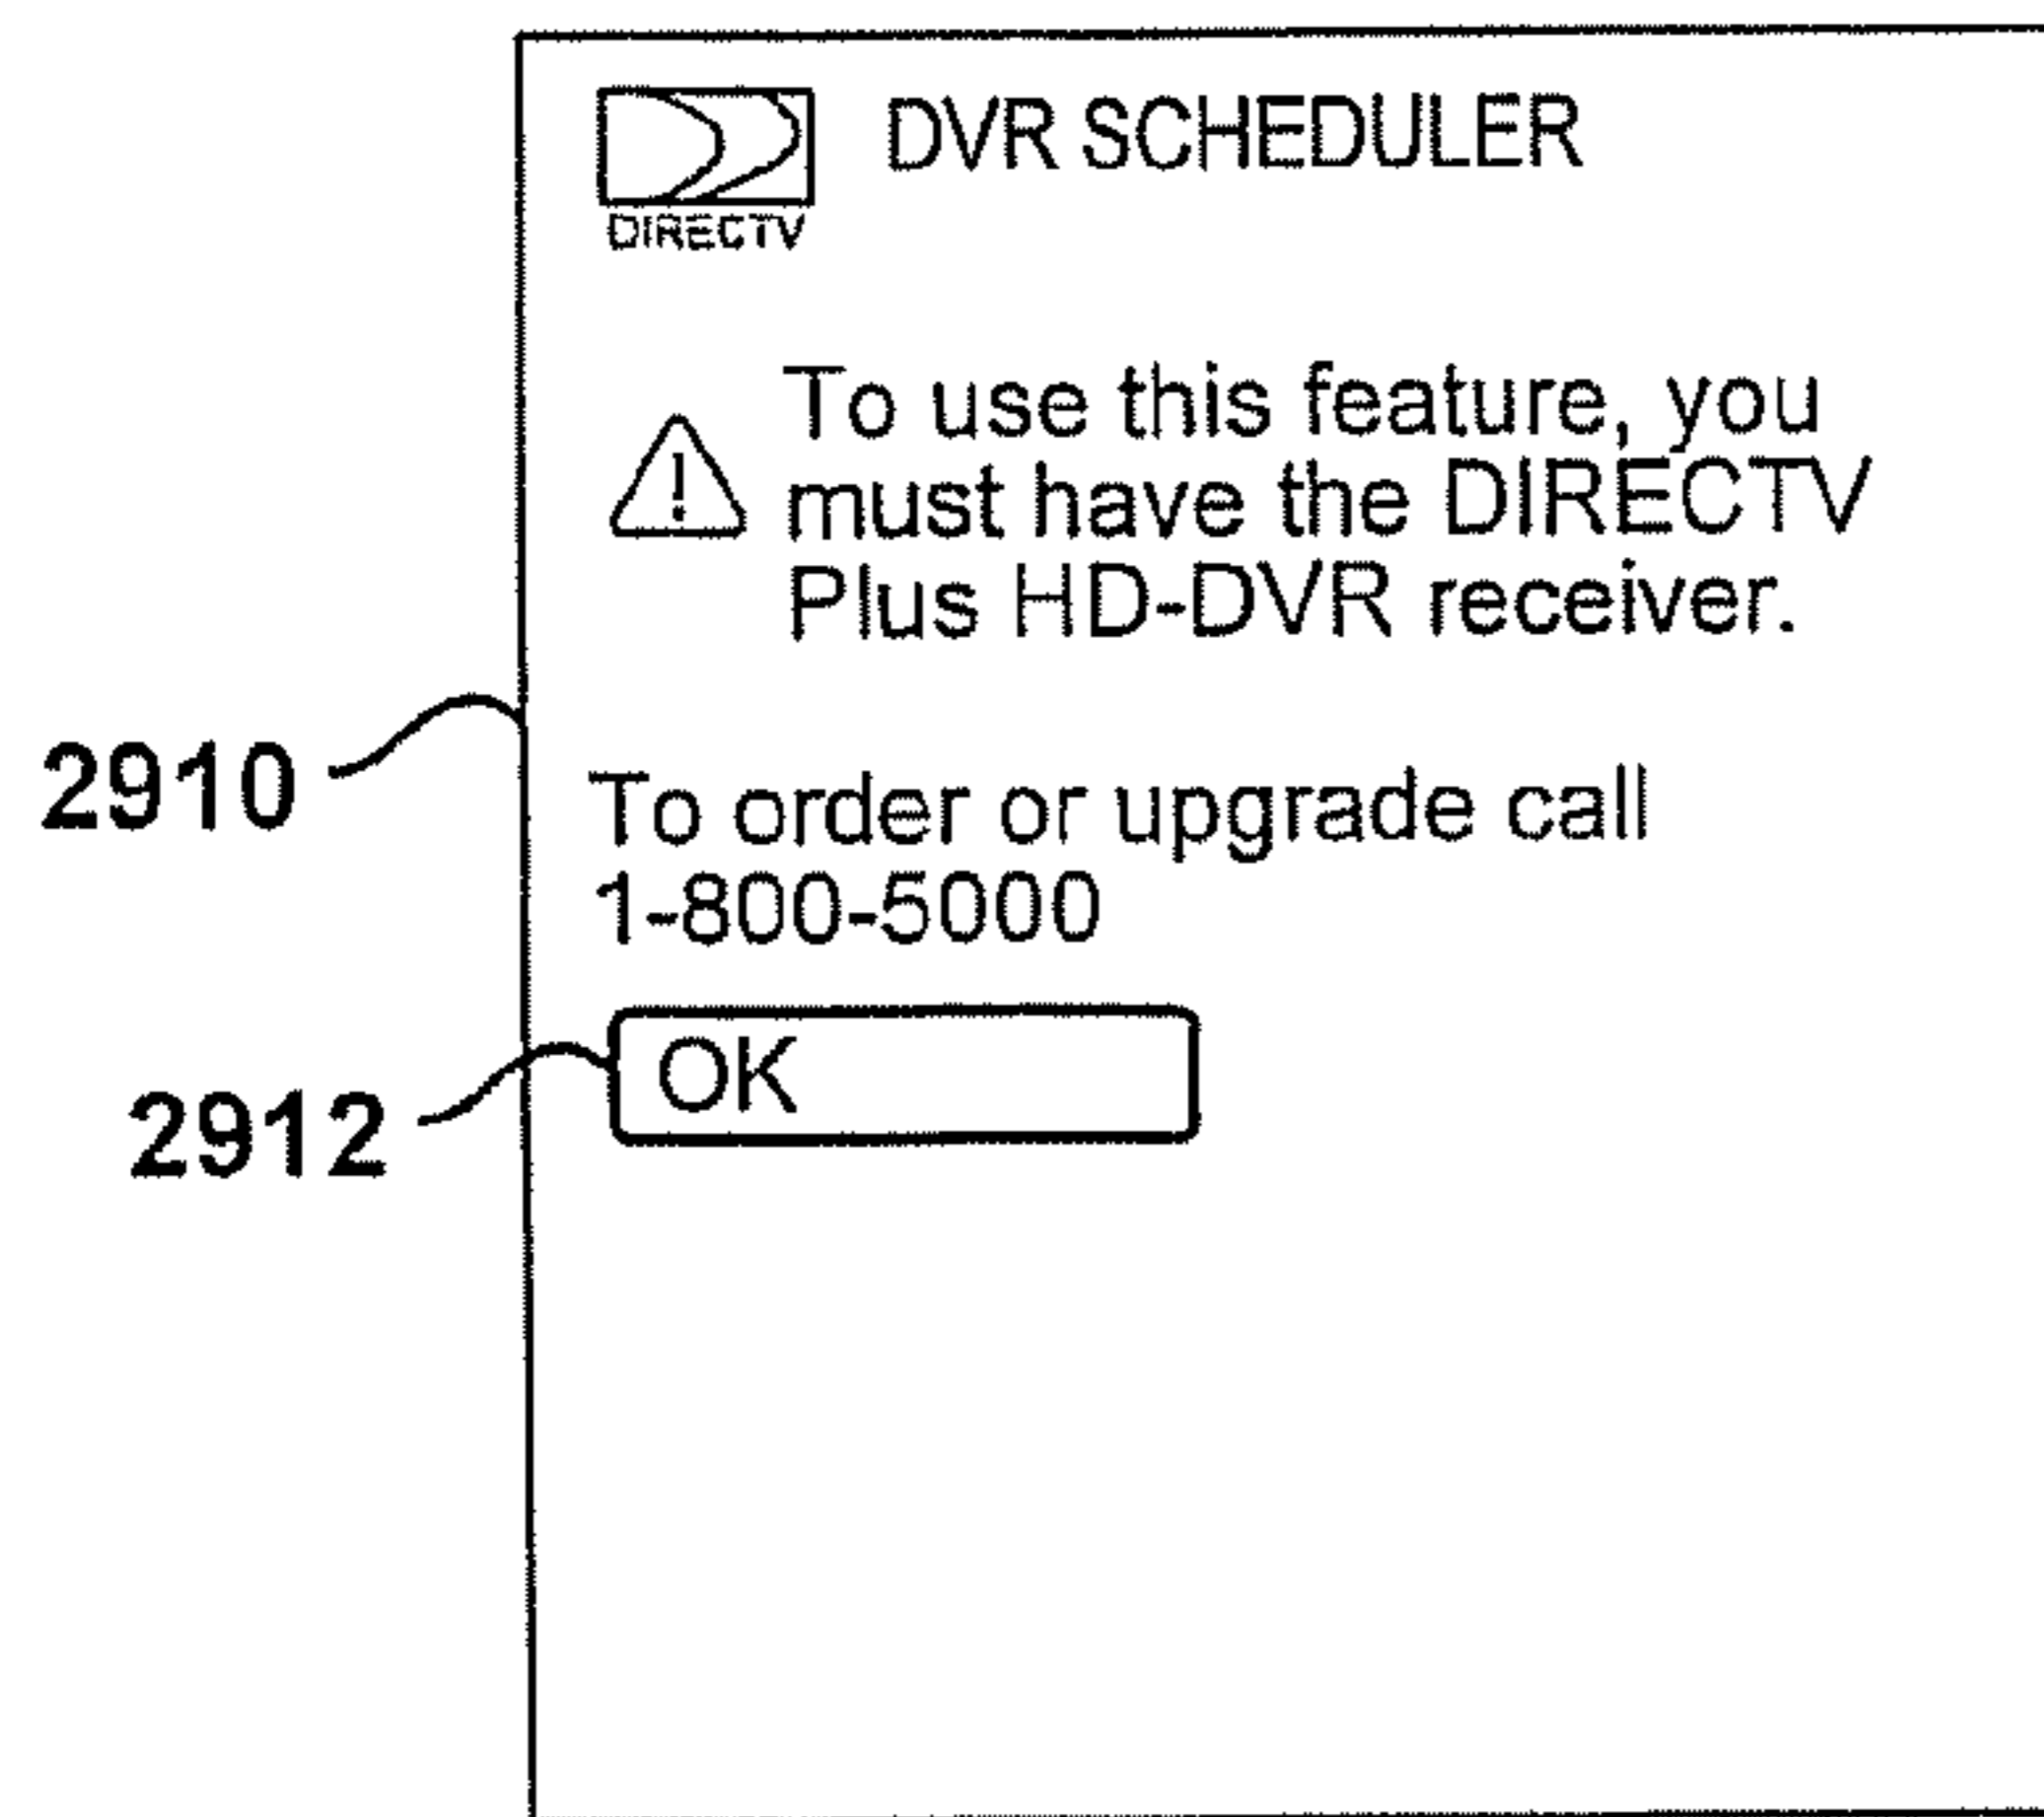 DVR SCHEDULER
DIRECTV
To use this feature, you
must have the DIRECTV
Plus HD-DVR receiver.
2910
To order or upgrade call
1-800-5000
OK
2912